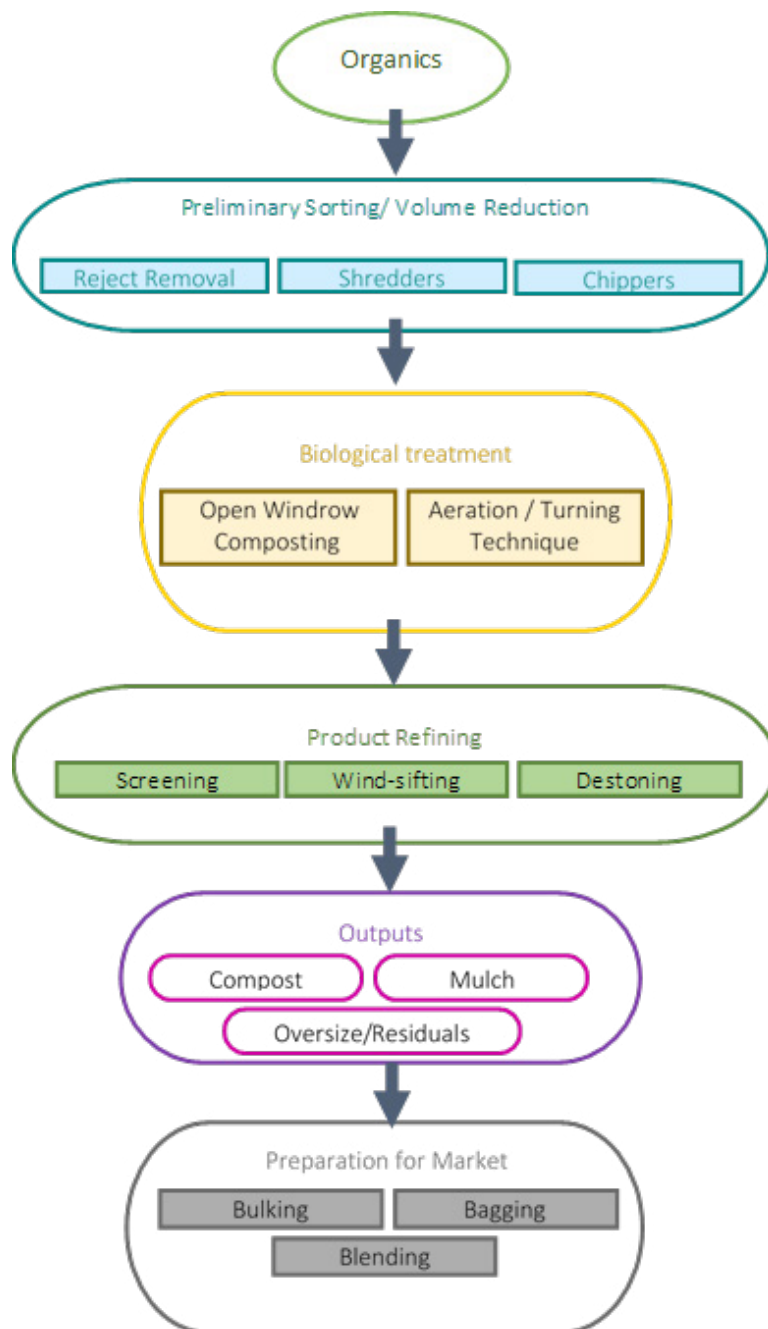 Organics
Preliminary Sorting/ Volume Reduction
Reject Removal
Shredders
Chippers
Biological treatment
Open Windrow
Composting
Aeration / Turning
Technique
Product Refining
Screening
Wind-sifting
Destoning
Outputs
Compost
Mulch
Oversize/Residuals
Preparation for Market
Bulking
Bagging
Blending